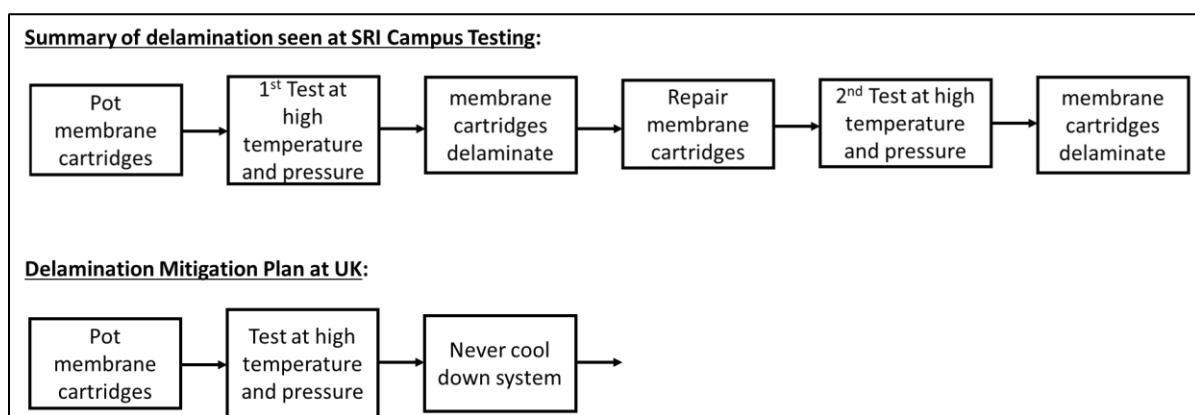 Summary of delamination seen at SRI Campus Testing:
Pot
membrane
cartridges
1st Test at
high
temperature
and pressure
membrane
cartridges
delaminate
Repair
membrane
cartridges
2nd Test at high
temperature
and pressure
membrane
cartridges
delaminate
Delamination Mitigation Plan at UK:
Pot
membrane
cartridges
Test at high
temperature
and pressure
Never cool
down system